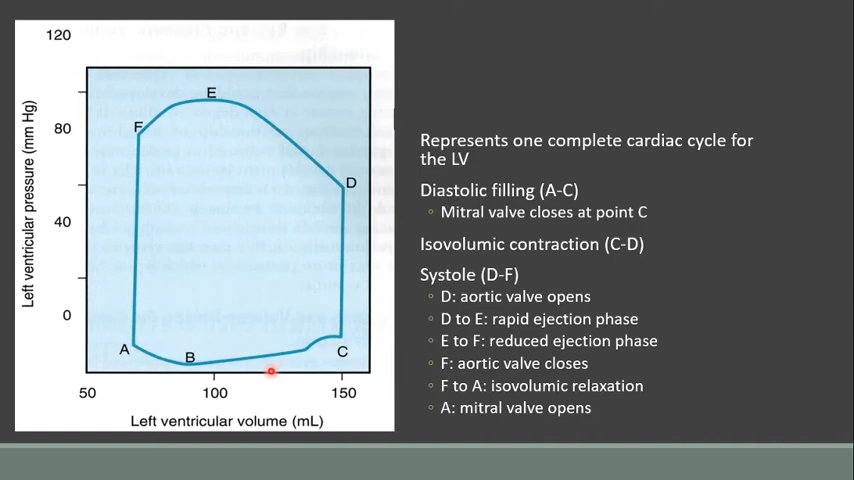 120
80
40
0
Left ventricular pressure (mm Hg)
E
F
D
A
B
C
50 100 150
Left ventricular volume (mL)
Represents one complete cardiac cycle for
the LV
Diastolic filling (A-C)
◦ Mitral valve closes at point C
Isovolumic contraction (C-D)
Systole (D-F)
◦ D: aortic valve opens
◦ D to E: rapid ejection phase
◦ E to F: reduced ejection phase
◦ F: aortic valve closes
◦ F to A: isovolumic relaxation
◦ A: mitral valve opens